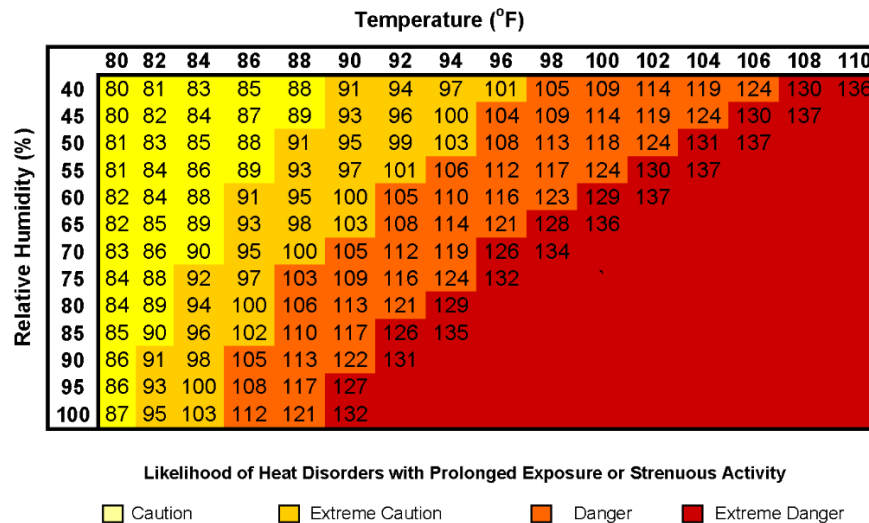 Temperature (°F)
80 82 84 86 88 90 92 94 96 98 100 102 104 106 108 110
Relative Humidity (%)
40 80 81 83 85 88 91 94 97 101 105 109 114 119 124 130 136
45 80 82 84 87 89 93 96 100 104 109 114 119 124 130 137
50 81 83 85 88 91 95 99 103 108 113 118 124 131 137
55 81 84 86 89 93 97 101 106 112 117 124 130 137
60 82 84 88 91 95 100 105 110 116 123 129 137
65 82 85 89 93 98 103 108 114 121 128 136
70 83 86 90 95 100 105 112 119 126 134
75 84 88 92 97 103 109 116 124 132 `
80 84 89 94 100 106 113 121 129
85 85 90 96 102 110 117 126 135
90 86 91 98 105 113 122 131
95 86 93 100 108 117 127
100 87 95 103 112 121 132
Likelihood of Heat Disorders with Prolonged Exposure or Strenuous Activity
Caution Extreme Caution Danger Extreme Danger